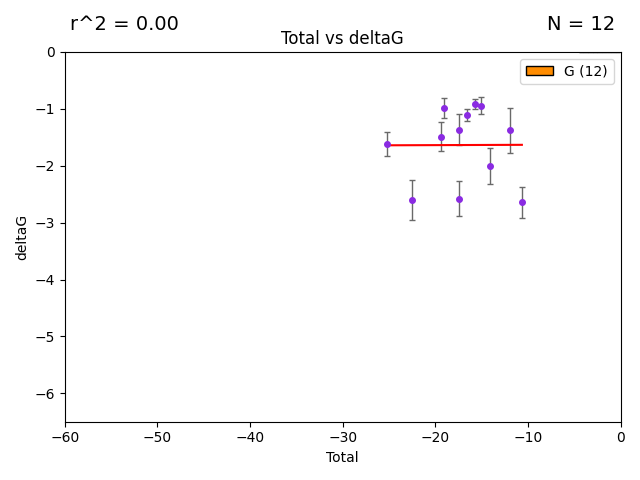 r^2 = 0.00
N = 12
Total vs deltaG
G (12)
0
−1
−2
−3
−4
−5
−6
deltaG
−60 −50 −40 −30 −20 −10 0
Total